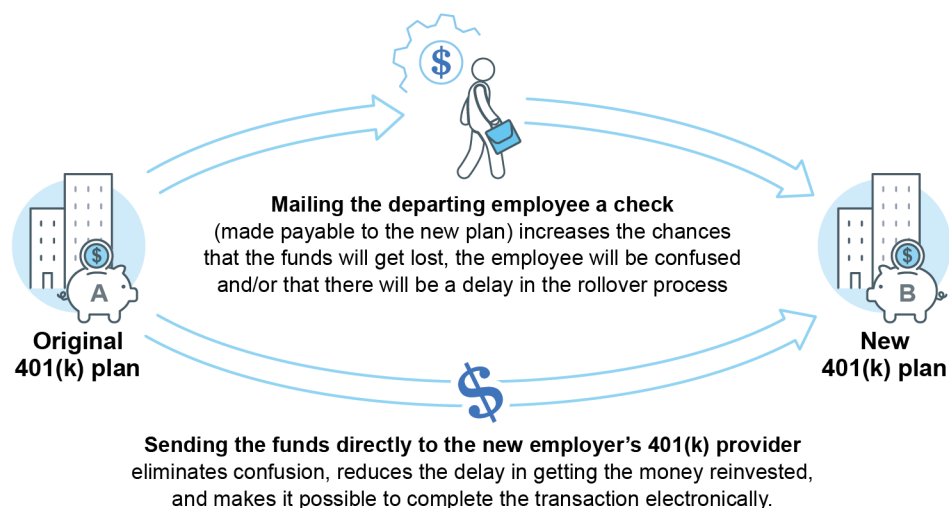 $
Mailing the departing employee a check
(made payable to the new plan) increases the chances
that the funds will get lost, the employee will be confused
and/or that there will be a delay in the rollover process
$
A
Original
401(k) plan
$
B
New
401(k) plan
$
Sending the funds directly to the new employer's 401(k) provider
eliminates confusion, reduces the delay in getting the money reinvested,
and makes it possible to complete the transaction electronically.